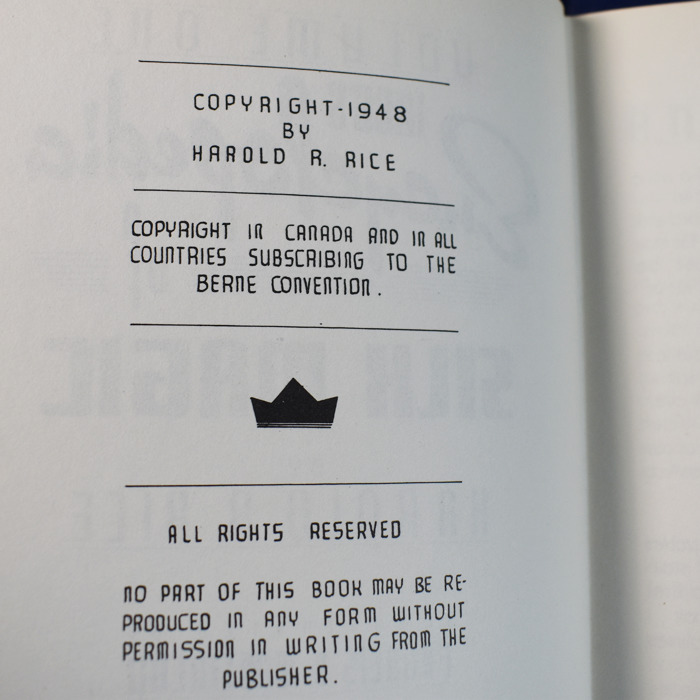 COPYRIGHT-1948
BY
HAROLD R. RICE
COPYRIGHT IN CANADA AND IN ALL
COUNTRIES SUBSCRIBING TO THE
BERNE CONVENTION.
ALL RIGHTS RESERVED
NO PART OF THIS BOOK MAY BE RE-
PRODUCED IN ANY FORM WITHOUT
PERMISSION IN WRITING FROM THE
PUBLISHER.